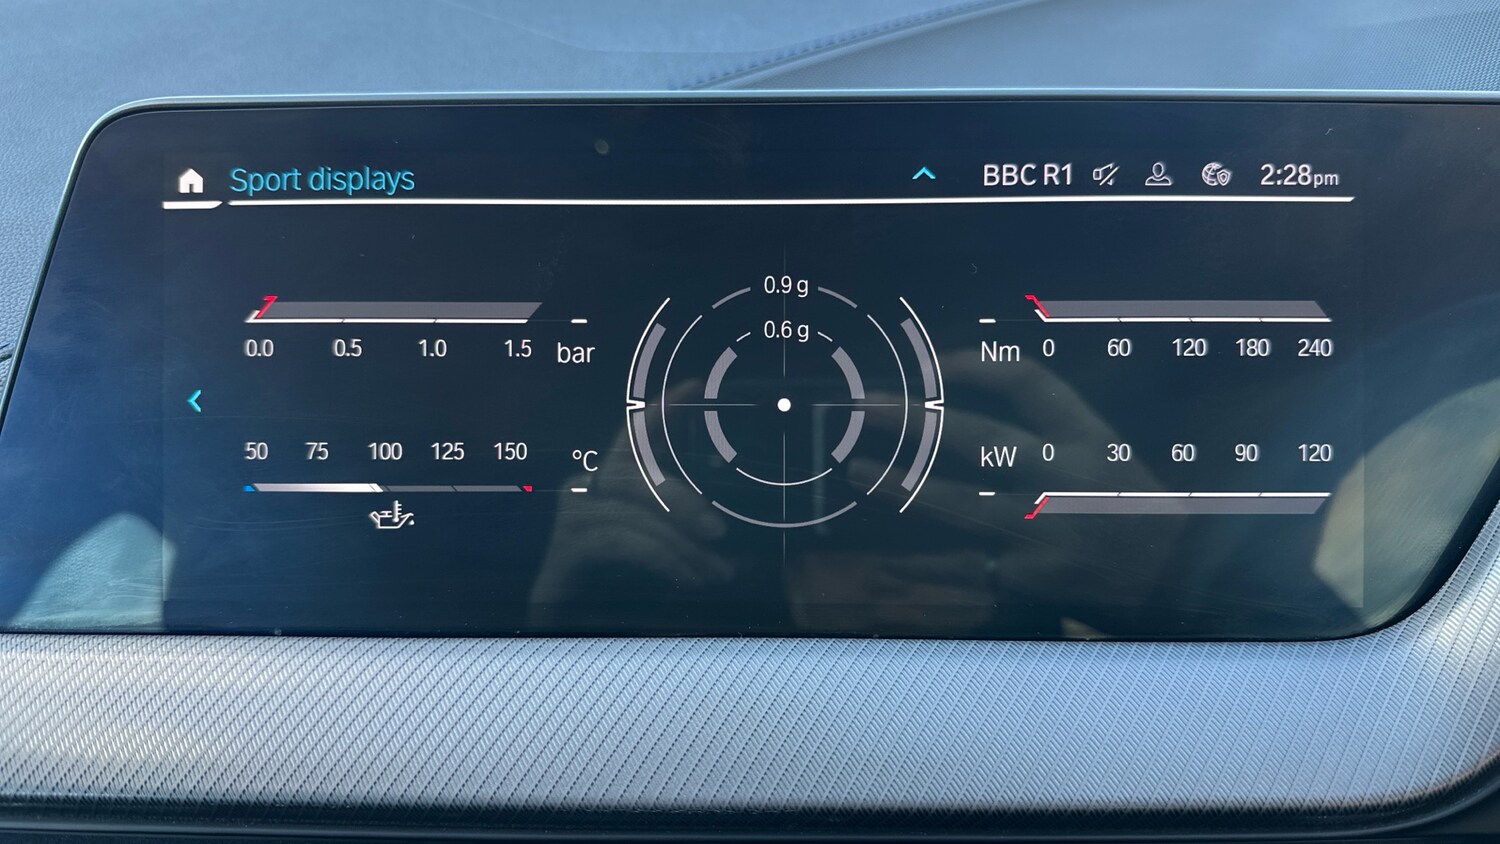 Sport displays
BBC R1
2:28pm
0.9 g
0.6 g
0.0 0.5 1.0 1.5 bar
Nm 0 60 120 180 240
50 75 100 125 150 °C
kW 0 30 60 90 120